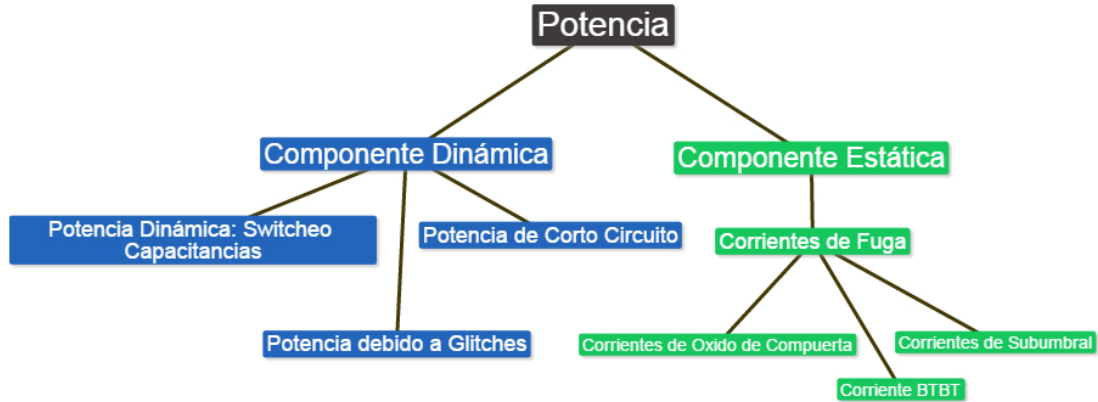 Potencia
Componente Dinámica
Componente Estática
Potencia Dinámica: Switcheo
Capacitancias
Potencia de Corto Circuito
Corrientes de Fuga
Potencia debido a Glitches
Corrientes de Oxido de Compuerta
Corrientes de Subumbral
Corriente BTBT